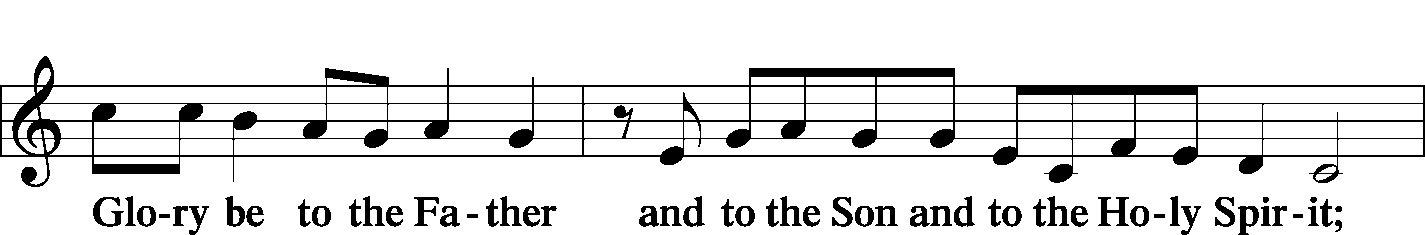 Glo-ry be to the Fa-ther and to the Son and to the Ho-ly Spir-it;